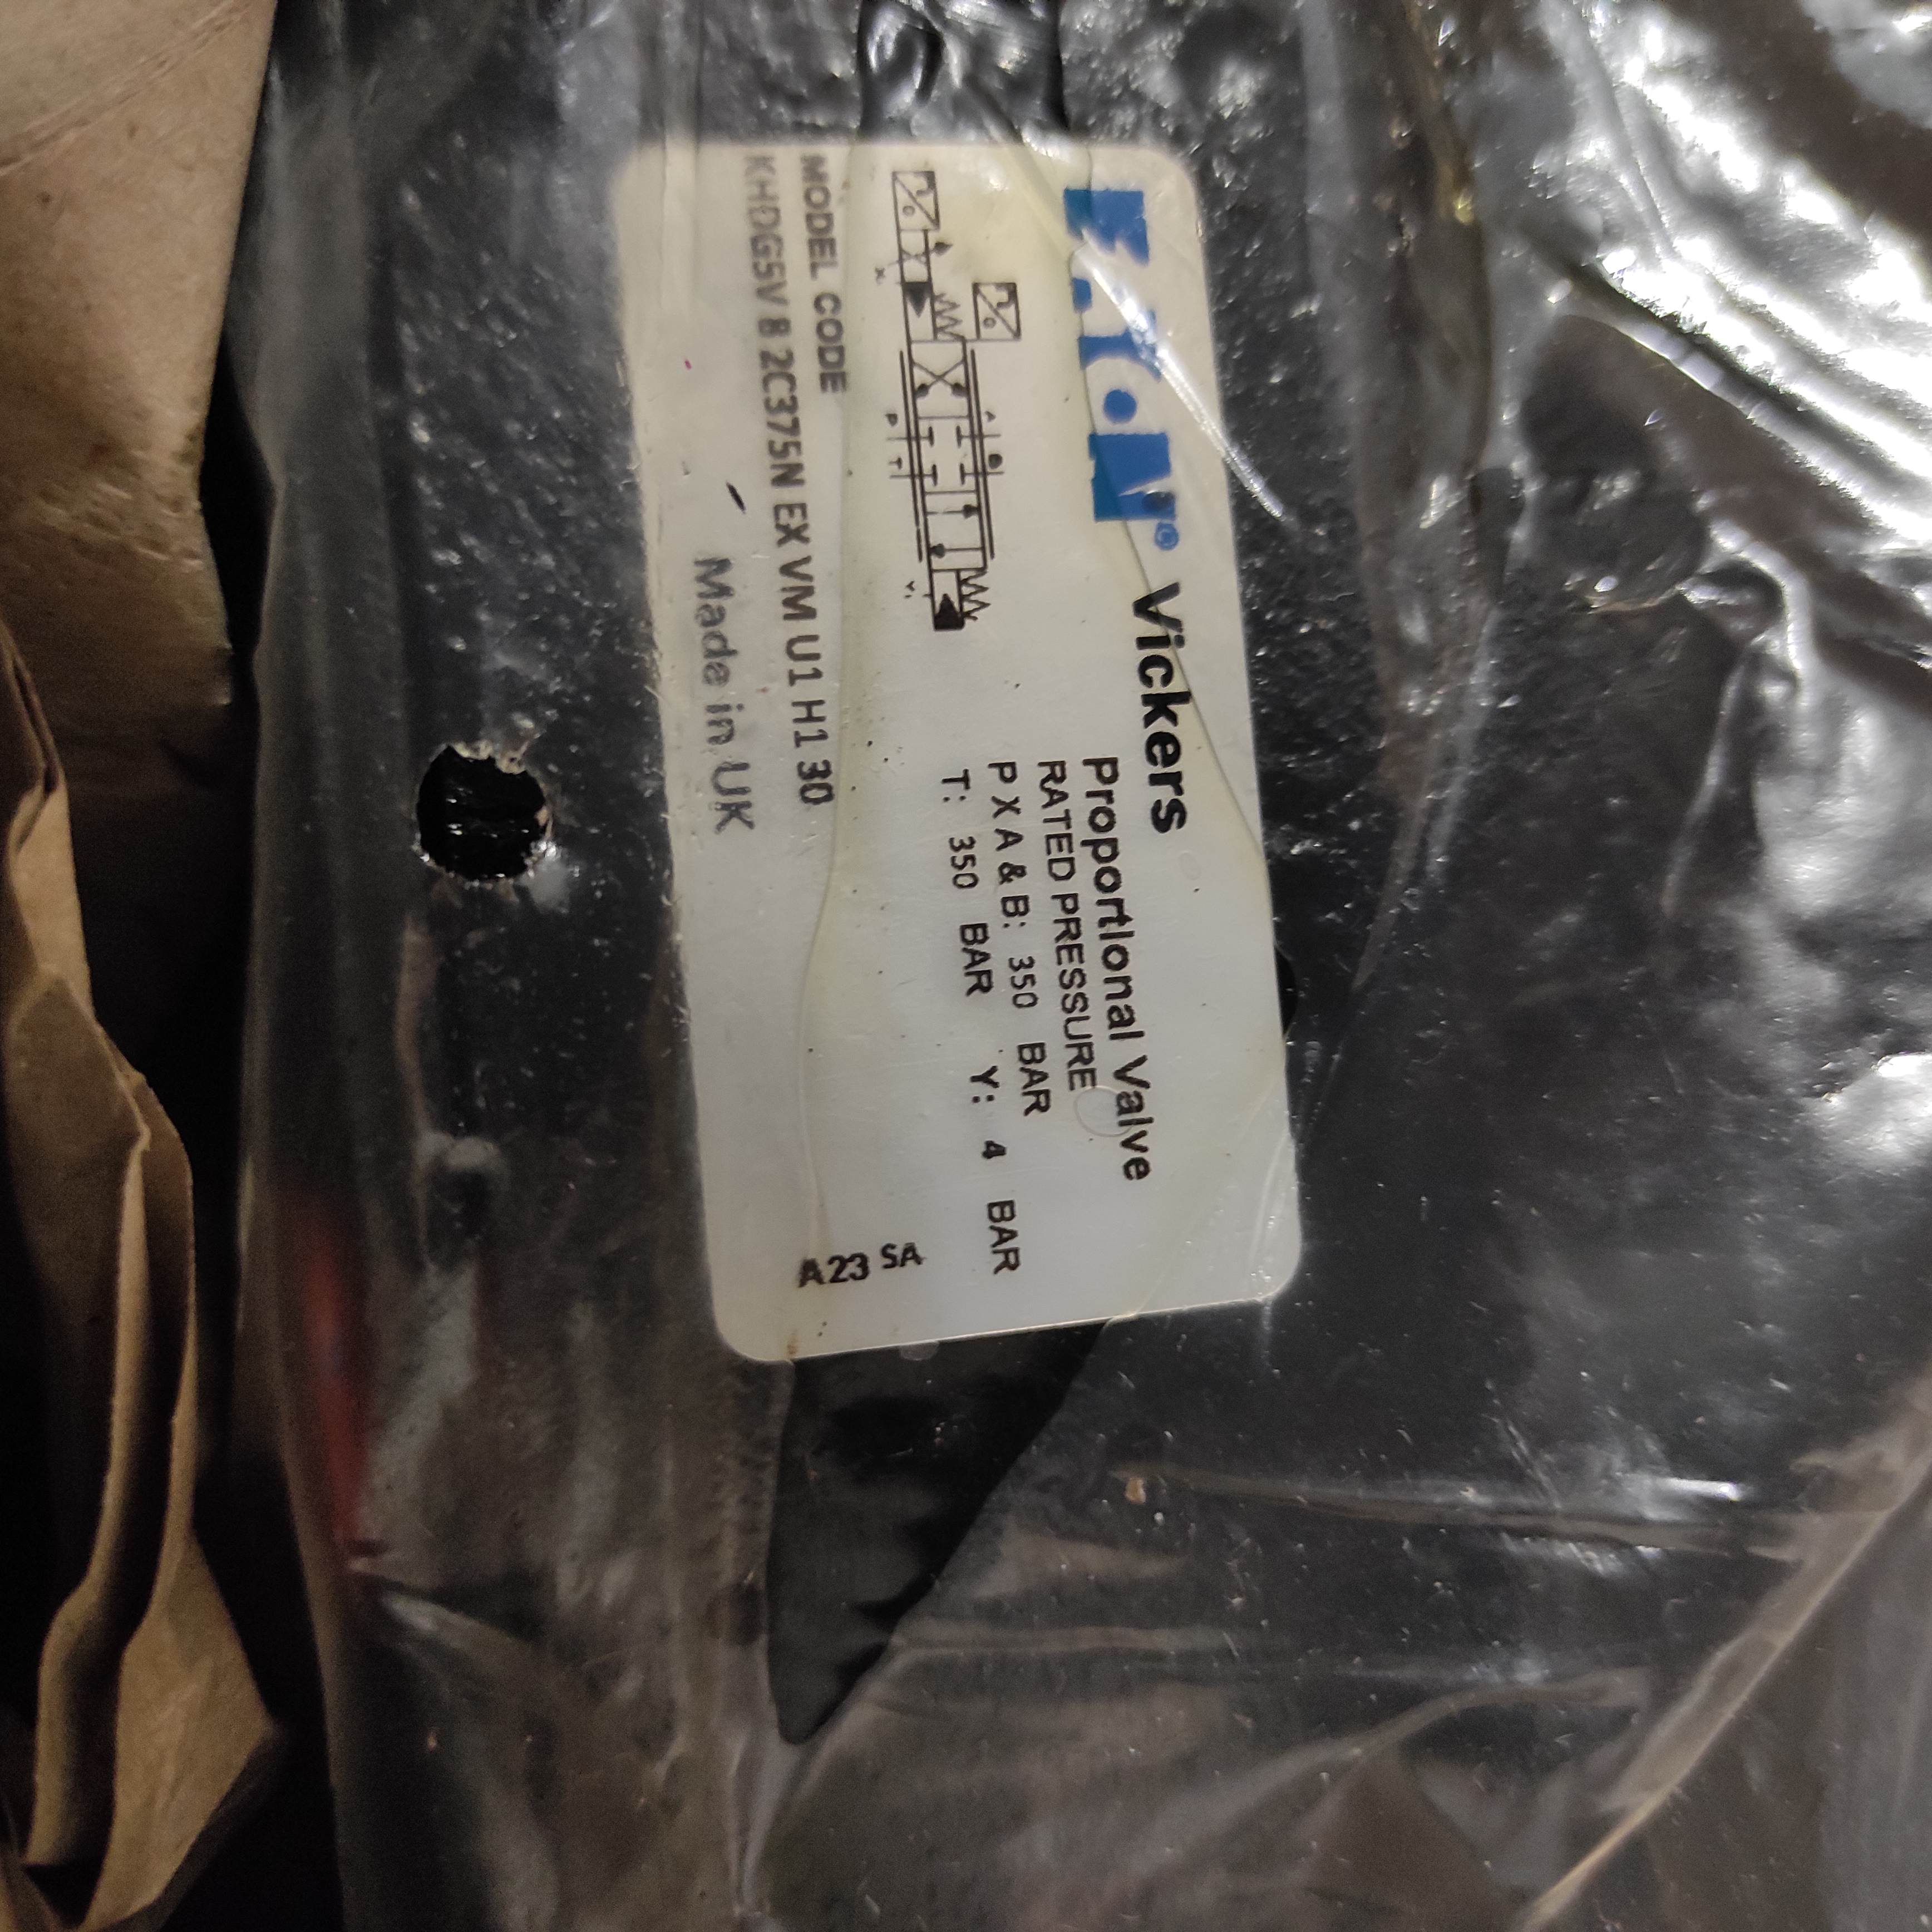 EATON® Vickers
Proportional Valve
RATED PRESSURE
P X A & B: 350 BAR
T: 350 BAR Y: 4 BAR
A
P T
X
Y
MODEL CODE
KHDG5V 8 2C375N EX VM U1 H1 30
A23 SA
Made in UK